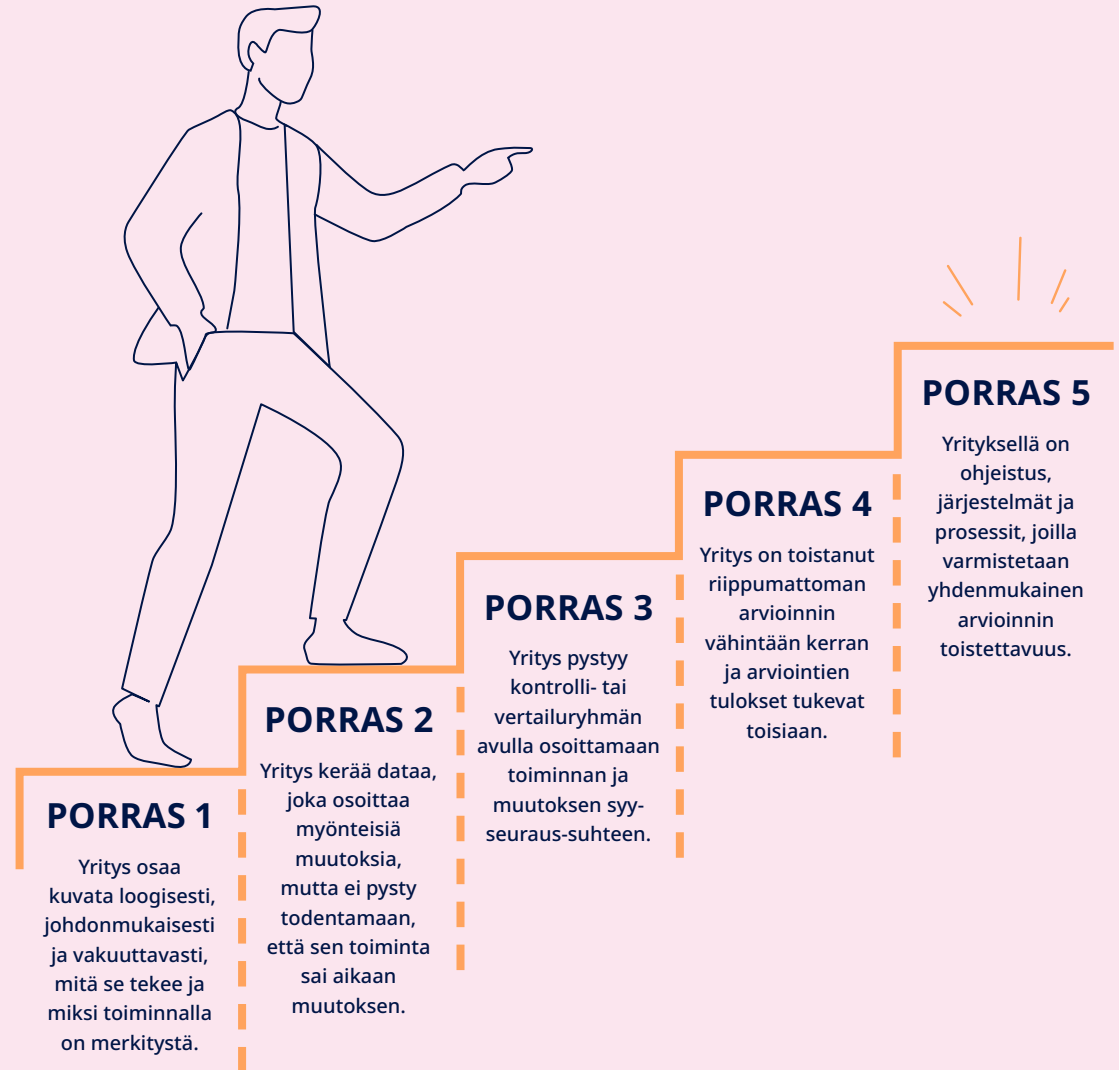 PORRAS 1
Yritys osaa
kuvata loogisesti,
johdonmukaisesti
ja vakuuttavasti,
mitä se tekee ja
miksi toiminnalla
on merkitystä.
PORRAS 2
Yritys kerää dataa,
joka osoittaa
myönteisiä
muutoksia,
mutta ei pysty
todentamaan,
että sen toiminta
sai aikaan
muutoksen.
PORRAS 3
Yritys pystyy
kontrolli- tai
vertailuryhmän
avulla osoittamaan
toiminnan ja
muutoksen syy-
seuraus-suhteen.
PORRAS 4
Yritys on toistanut
riippumattoman
arvioinnin
vähintään kerran
ja arviointien
tulokset tukevat
toisiaan.
PORRAS 5
Yrityksellä on
ohjeistus,
järjestelmät ja
prosessit, joilla
varmistetaan
yhdenmukainen
arvioinnin
toistettavuus.